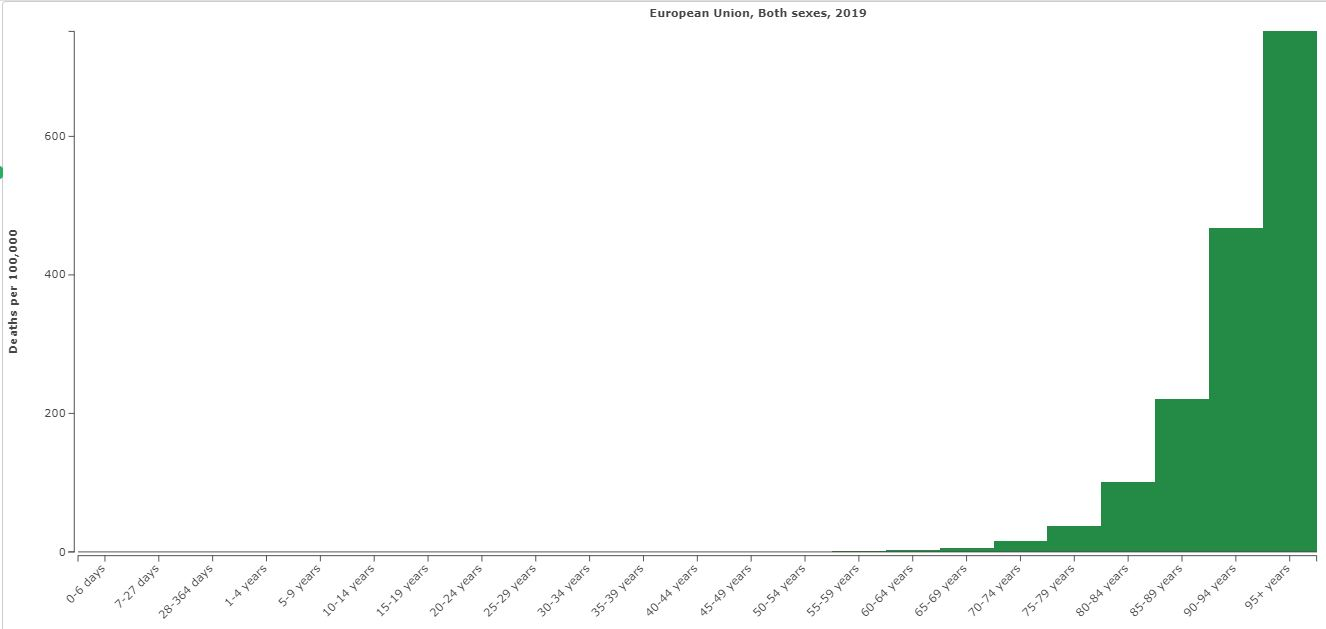 European Union, Both sexes, 2019
Deaths per 100,000
600
400
200
0
0-6 days
7-27 days
28-364 days
1-4 years
5-9 years
10-14 years
15-19 years
20-24 years
25-29 years
30-34 years
35-39 years
40-44 years
45-49 years
50-54 years
55-59 years
60-64 years
65-69 years
70-74 years
75-79 years
80-84 years
85-89 years
90-94 years
95+ years